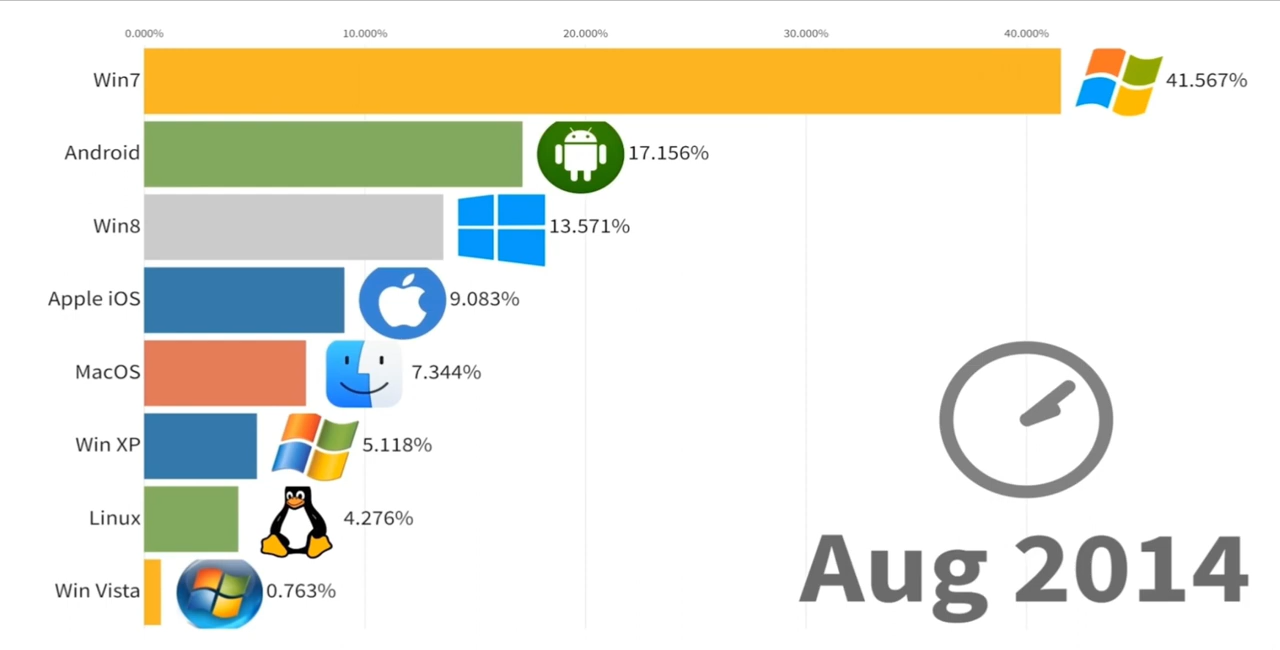 0.000% 10.000% 20.000% 30.000% 40.000%
Win7 41.567%
Android 17.156%
Win8 13.571%
Apple iOS 9.083%
MacOS 7.344%
Win XP 5.118%
Linux 4.276%
Win Vista 0.763%
Aug 2014